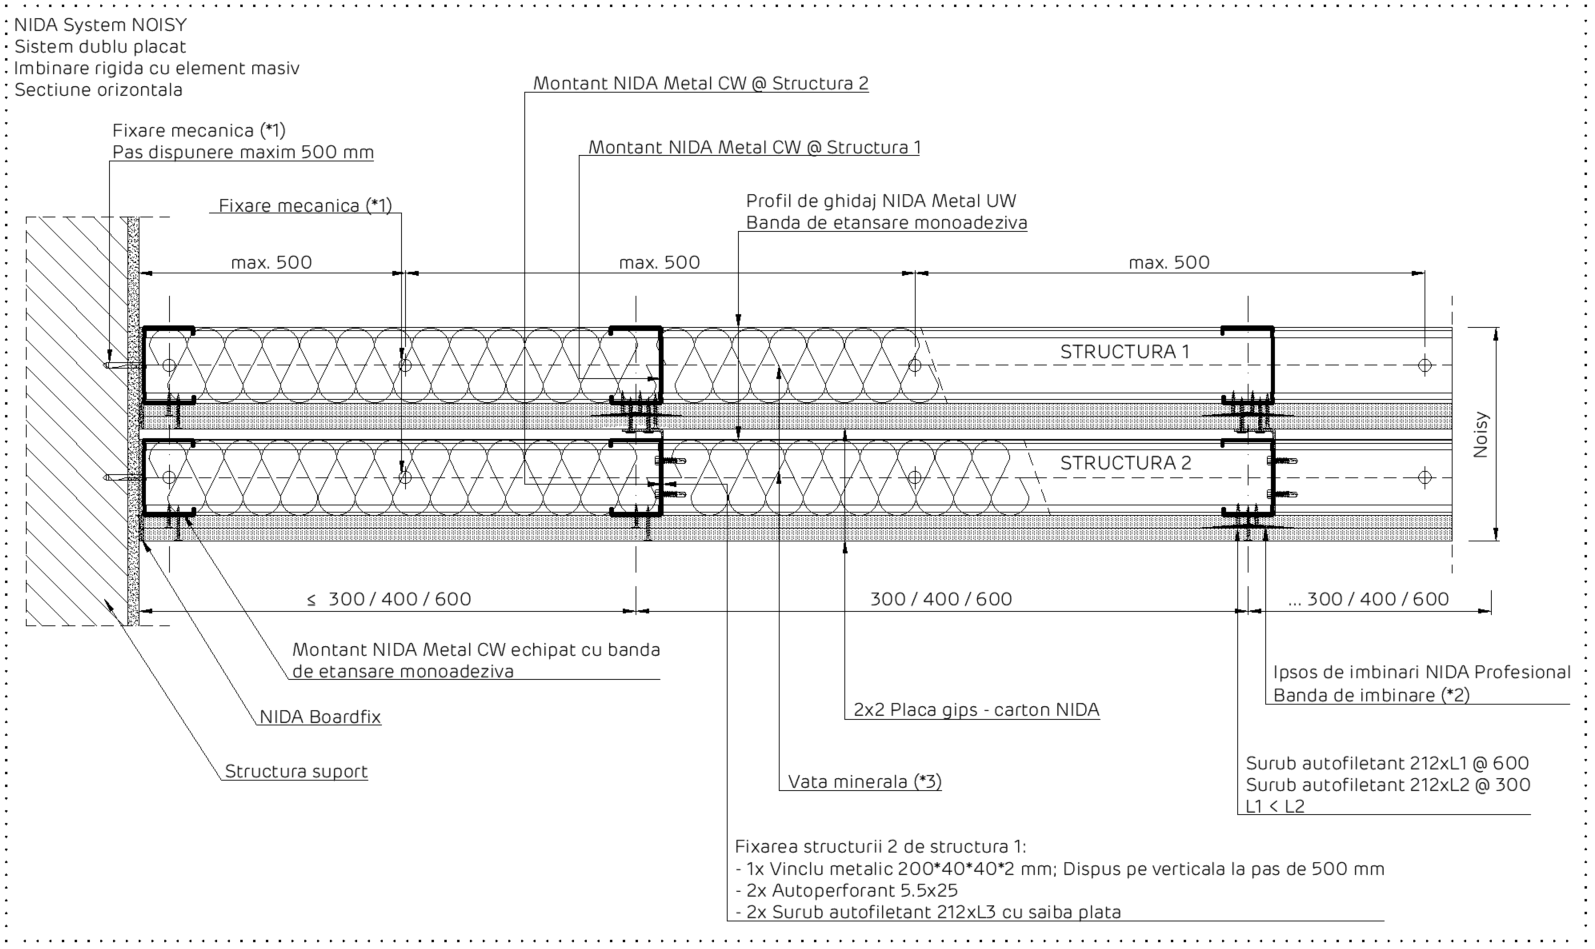 NIDA System NOISY
Sistem dublu placat
Imbinare rigida cu element masiv
Sectiune orizontala
Montant NIDA Metal CW @ Structura 2
Fixare mecanica (*1)
Pas dispunere maxim 500 mm
Montant NIDA Metal CW @ Structura 1
Fixare mecanica (*1)
Profil de ghidaj NIDA Metal UW
Banda de etansare monoadeziva
max. 500
max. 500
max. 500
STRUCTURA 1
Noisy
STRUCTURA 2
≤ 300 / 400 / 600
300 / 400 / 600
... 300 / 400 / 600
Montant NIDA Metal CW echipat cu banda
de etansare monoadeziva
Ipsos de imbinari NIDA Profesional
Banda de imbinare (*2)
NIDA Boardfix
2x2 Placa gips - carton NIDA
Structura suport
Vata minerala (*3)
Surub autofiletant 212xL1 @ 600
Surub autofiletant 212xL2 @ 300
L1 < L2
Fixarea structurii 2 de structura 1:
- 1x Vinclu metalic 200*40*40*2 mm; Dispus pe verticala la pas de 500 mm
- 2x Autoperforant 5.5x25
- 2x Surub autofiletant 212xL3 cu saiba plata